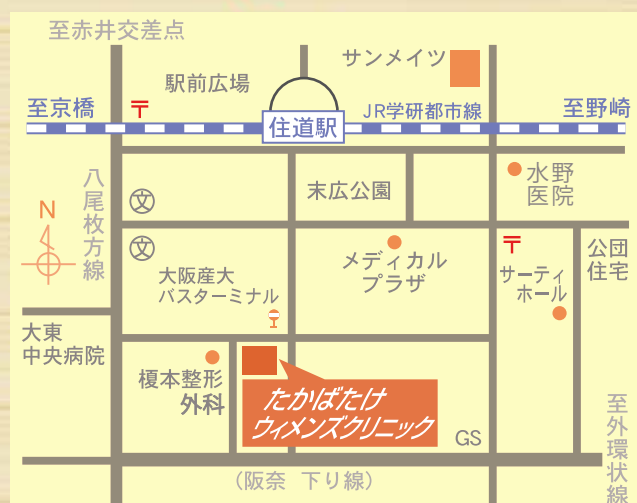 至赤井交差点
サンメイツ
駅前広場
至京橋
〒
JR学研都市線
至野崎
住道駅
八尾枚方線
文
末広公園
水野
医院
N
文
メディカル
プラザ
〒
公団
住宅
大阪産大
バスターミナル
サーティ
ホール
大東
中央病院
榎本整形
外科
たかばたけ
ウィメンズクリニック
GS
至外環状線
(阪奈 下り線)